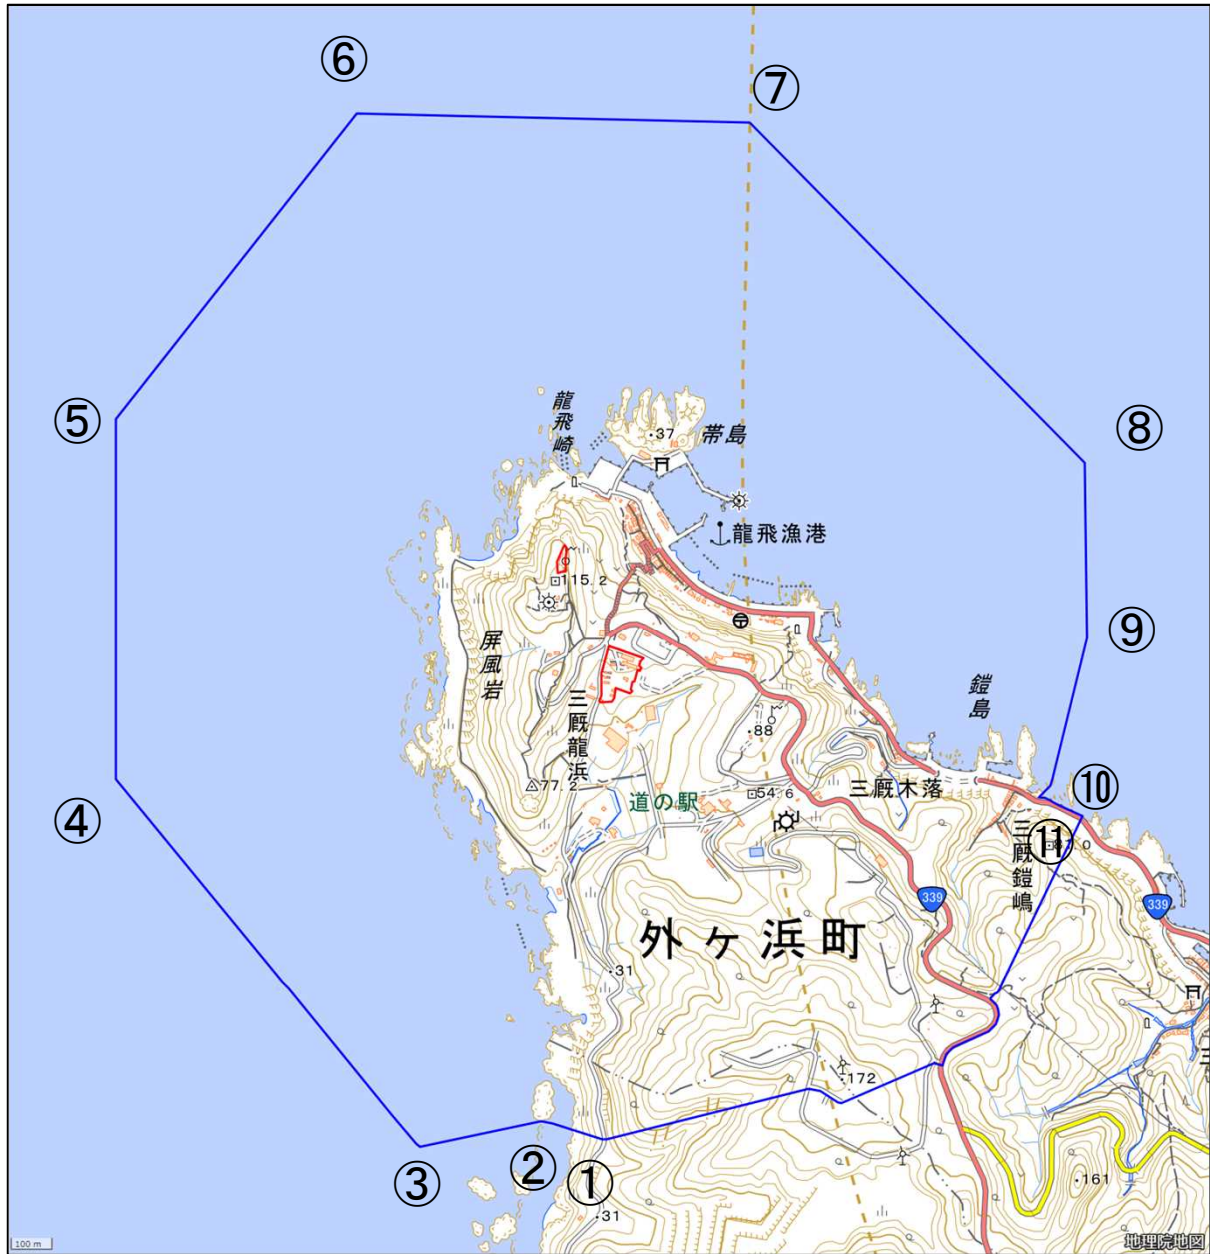 ⑥
⑦
⑤
⑧
龍飛崎
・37
帯島
龍飛漁港
115.2
⑨
屏風岩
三厩龍浜
鎧島
・88
77.2
道の駅
54.6
三厩木落
⑩
④
三厩鎧嶋
⑪
339
339
外ヶ浜町
・31
・172
③
②
①
・31
・161
三
100 m
地理院地図